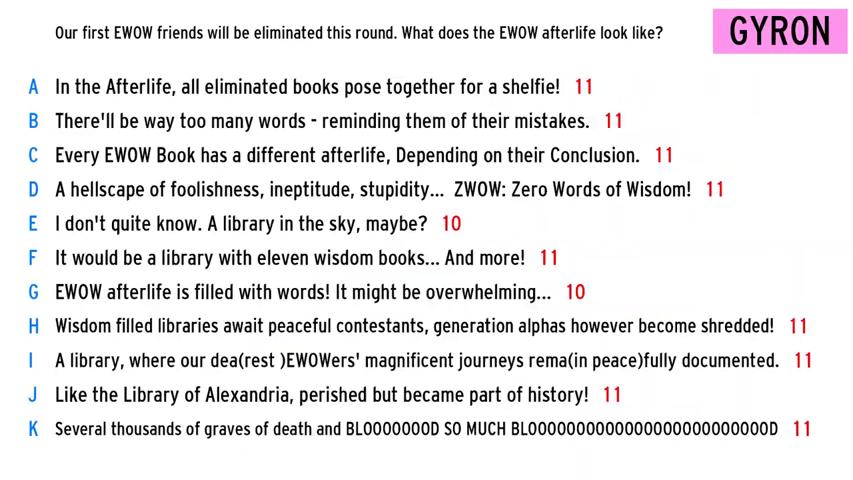 Our first EWOW friends will be eliminated this round. What does the EWOW afterlife look like?
GYRON
A In the Afterlife, all eliminated books pose together for a shelfie! 11
B There'll be way too many words - reminding them of their mistakes. 11
C Every EWOW Book has a different afterlife, Depending on their Conclusion. 11
D A hellscape of foolishness, ineptitude, stupidity... ZWOW: Zero Words of Wisdom! 11
E I don't quite know. A library in the sky, maybe? 10
F It would be a library with eleven wisdom books... And more! 11
G EWOW afterlife is filled with words! It might be overwhelming... 10
H Wisdom filled libraries await peaceful contestants, generation alphas however become shredded! 11
I A library, where our dea(rest )EWOWers' magnificent journeys rema(in peace)fully documented. 11
J Like the Library of Alexandria, perished but became part of history! 11
K Several thousands of graves of death and BLOOOOOOOD SO MUCH BLOOOOOOOOOOOOOOOOOOOOOOOOOOD 11